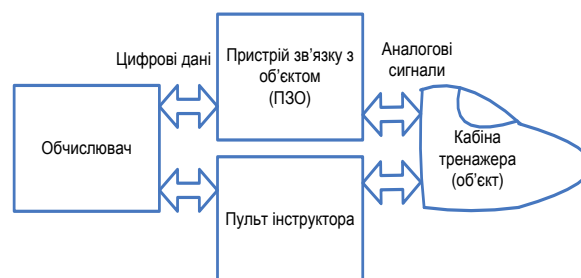 Цифрові дані
Пристрій зв’язку з
об’єктом
(ПЗО)
Аналогові
сигнали
Обчислювач
Кабіна
тренажера
(об’єкт)
Пульт інструктора